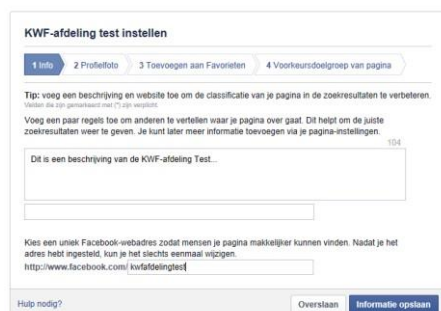 KWF-afdeling test instellen
1 Info
2 Profielfoto
3 Toevoegen aan Favorieten
4 Voorkeursdoelgroep van pagina
Tip: voeg een beschrijving en website toe om de classificatie van je pagina in de zoekresultaten te verbeteren.
Velden die zijn gemarkeerd met (*) zijn verplicht.
Voeg een paar regels toe om anderen te vertellen waar je pagina over gaat. Dit helpt om de juiste
zoekresultaten weer te geven. Je kunt later meer informatie toevoegen via je pagina-instellingen.
104
Dit is een beschrijving van de KWF-afdeling Test...
Kies een uniek Facebook-webadres zodat mensen je pagina makkelijker kunnen vinden. Nadat je het
adres hebt ingesteld, kun je het slechts eenmaal wijzigen.
http://www.facebook.com/ kwfafdelingtest
Hulp nodig?
Overslaan
Informatie opslaan